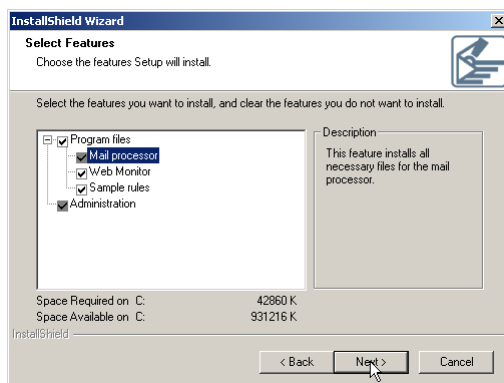 InstallShield Wizard
Select Features
Choose the features Setup will install.
Select the features you want to install, and clear the features you do not want to install.
Program files
Mail processor
Web Monitor
Sample rules
Administration
Description
This feature installs all
necessary files for the mail
processor.
Space Required on C: 42860 K
Space Available on C: 931216 K
InstallShield
< Back Next > Cancel